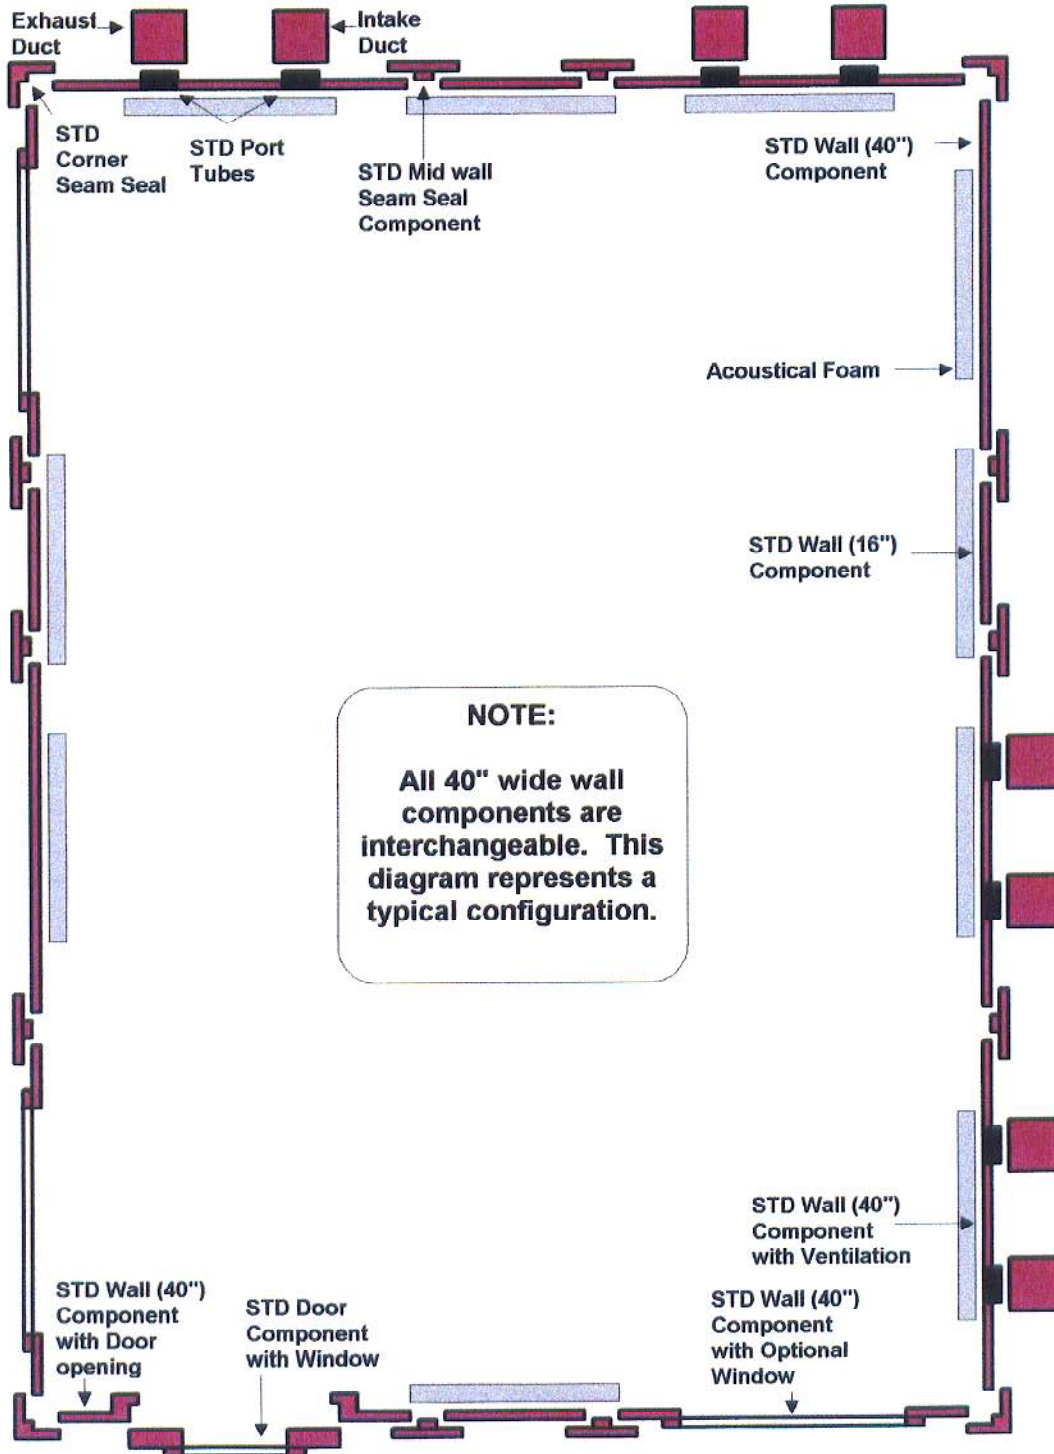 Exhaust
Duct
Intake
Duct
STD
Corner
Seam Seal
STD Port
Tubes
STD Mid wall
Seam Seal
Component
STD Wall (40")
Component
Acoustical Foam
STD Wall (16")
Component
NOTE:
All 40" wide wall
components are
interchangeable. This
diagram represents a
typical configuration.
STD Wall (40")
Component
with Ventilation
STD Wall (40")
Component
with Door
opening
STD Door
Component
with Window
STD Wall (40")
Component
with Optional
Window